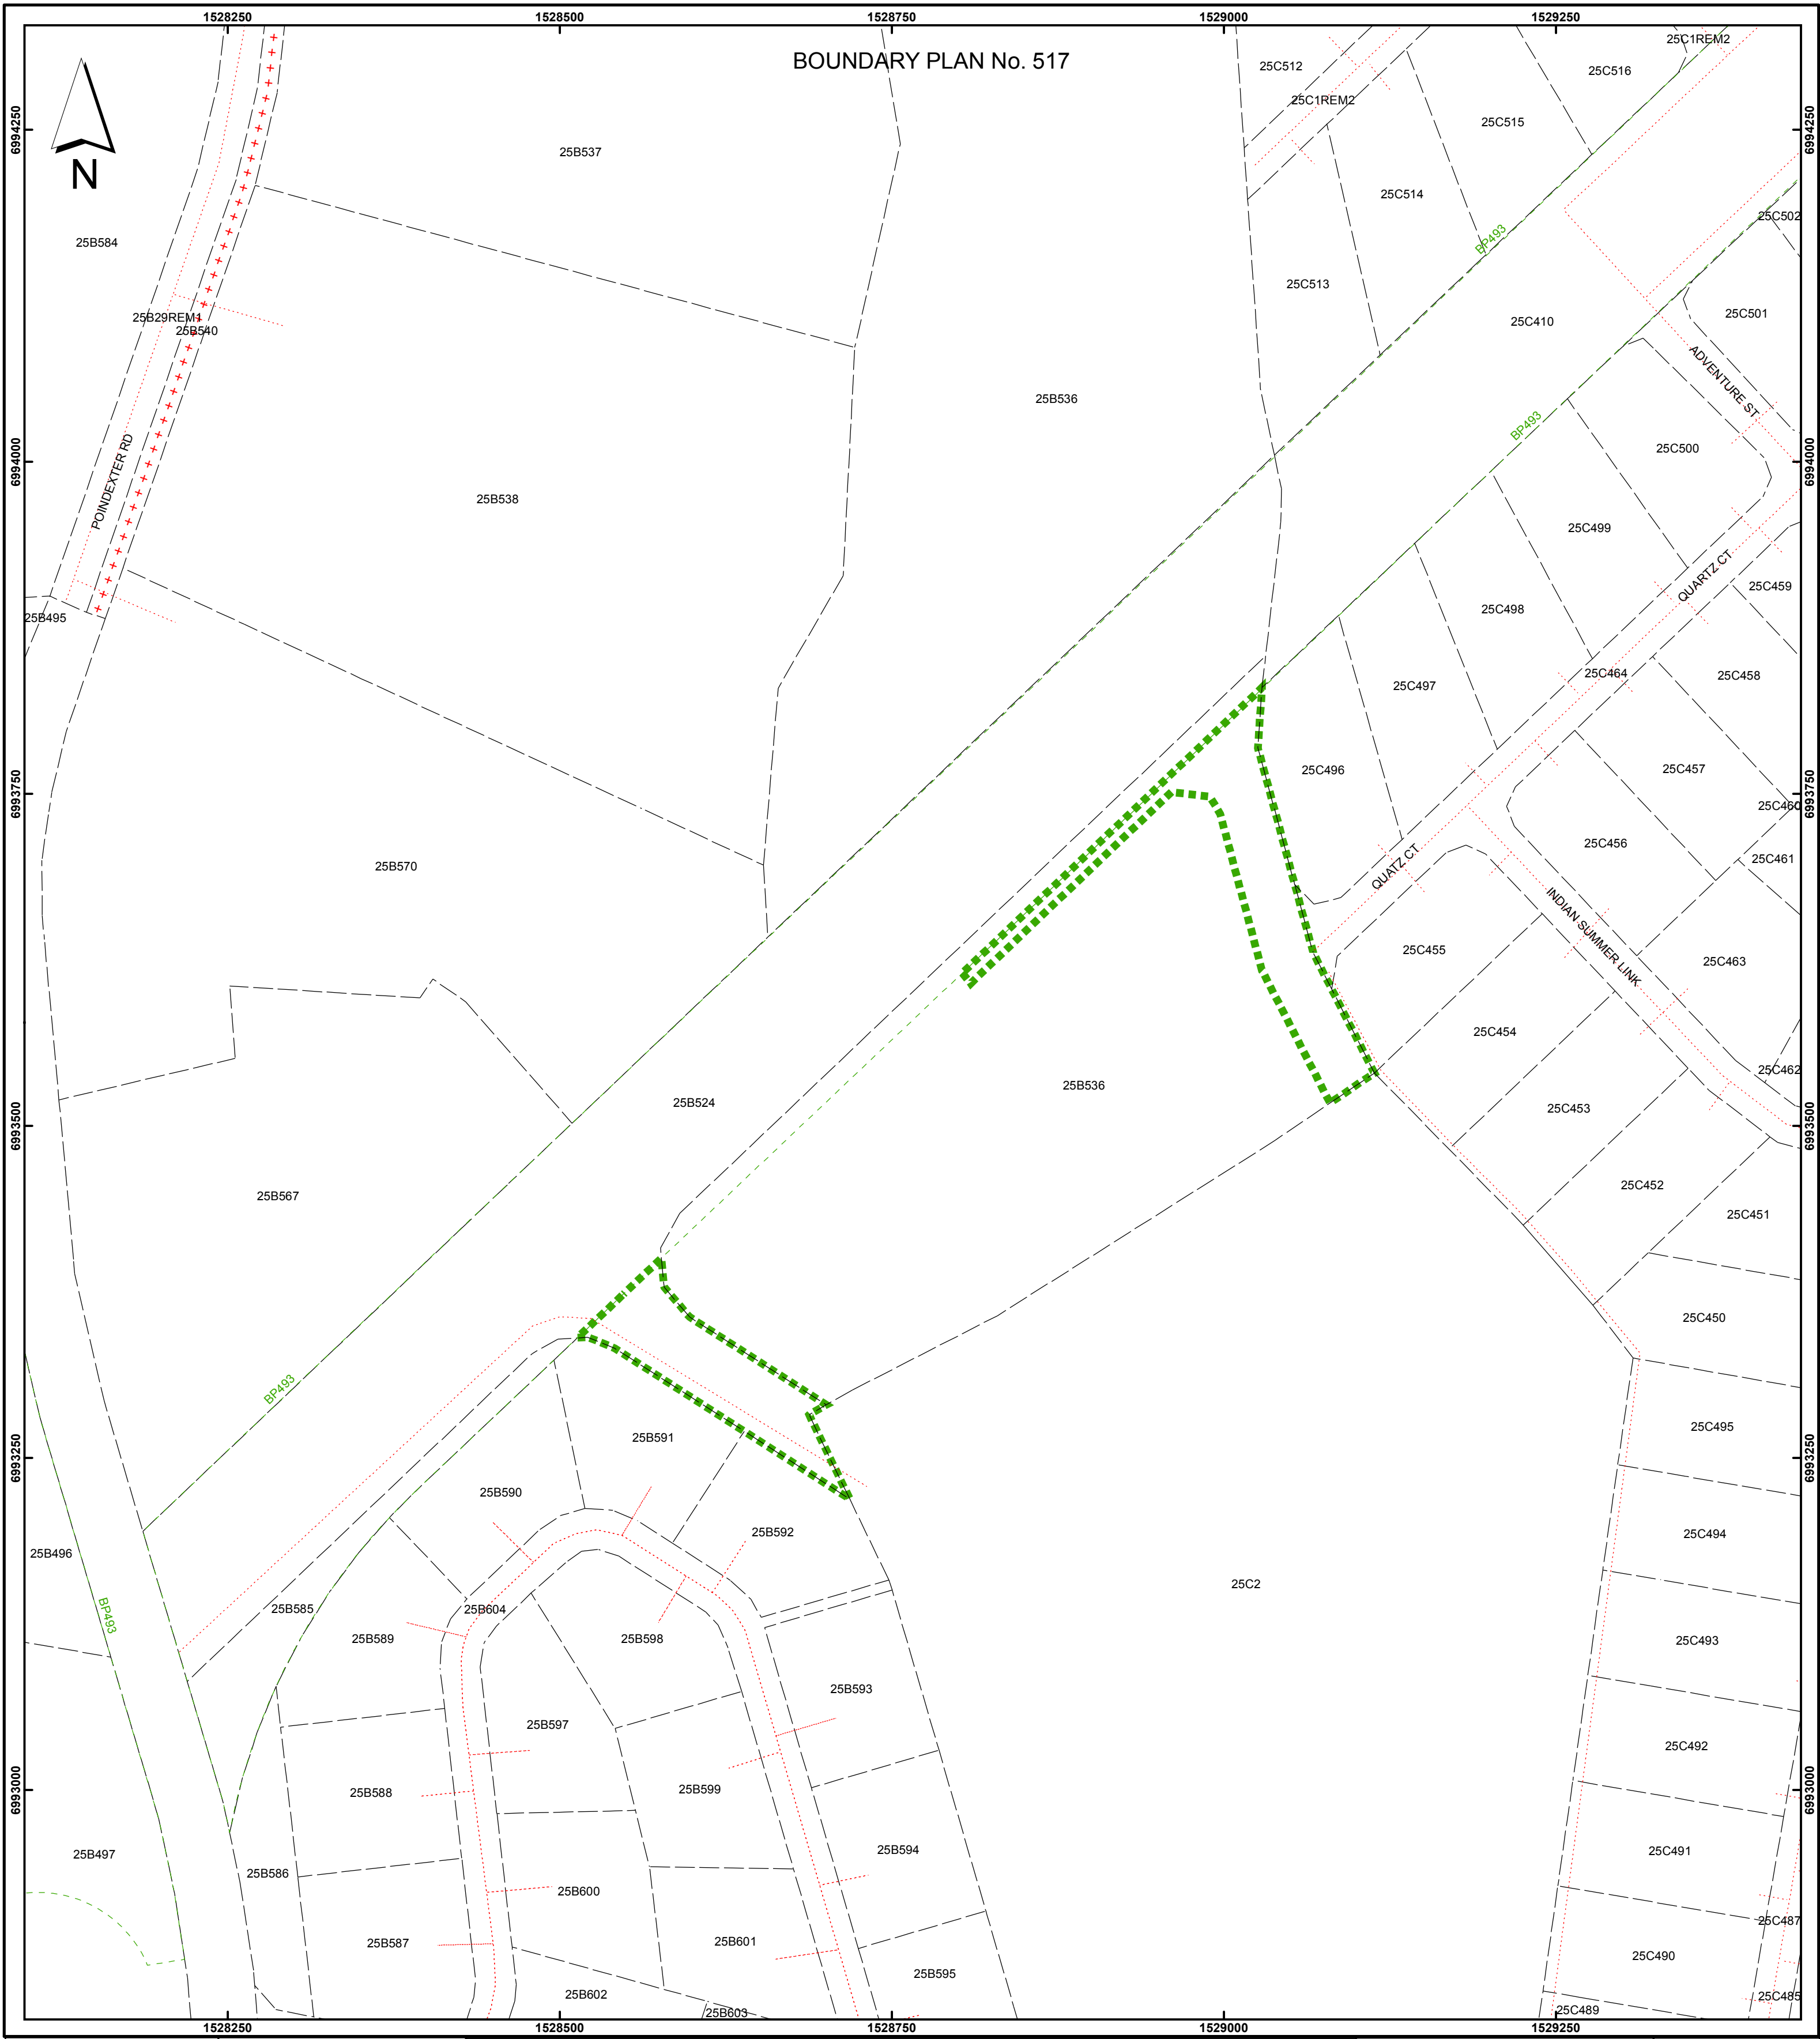 1528250 1528500 1528750 1529000 1529250
BOUNDARY PLAN No. 517
25C1REM2
25C512
25C516
25C1REM2
25C515
6994250
6994250
25B537
N
25C514
25C502
BP493
25B584
25C513
25C501
25B29REM1
25C410
25B540
ADVENTURE ST
25B536
BP493
25C500
6994000
6994000
POINDEXTER RD
25B538
25C499
QUARTZ CT
25C459
25C498
25B495
25C464
25C458
25C497
25C496
25C457
6993750
6993750
25C460
25C456
25C461
QUATZ CT
25B570
INDIAN SUMMER LINK
25C455
25C463
25C454
25C462
25B536
25B524
25C453
6993500
6993500
25C452
25B567
25C451
25C450
BP493
25C495
25B591
6993250
6993250
25B590
25B592
25C494
25B496
25C2
BP493
25B585
25B604
25B589
25B598
25C493
25B593
25B597
25C492
25B588
25B599
6993000
6993000
25B594
25C491
25B497
25B586
25B600
25C487
25B587
25B601
25C490
25B595
25B602
25C485
25B603
25C489
1528250 1528500 1528750 1529000 1529250